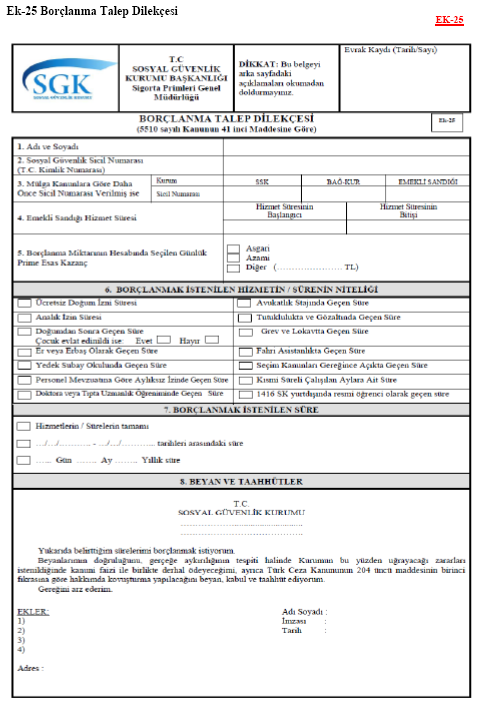 Ek-25 Borçlanma Talep Dilekçesi
EK-25
SGK
SOSYAL GÜVENLİK KURUMU
T.C
SOSYAL GÜVENLİK
KURUMU BAŞKANLIĞI
Sigorta Primleri Genel
Müdürlüğü
DİKKAT: Bu belgeyi
arka sayfadaki
açıklamaları okumadan
doldurmayınız.
Evrak Kaydı (Tarih/Sayı)
BORÇLANMA TALEP DİLEKÇESİ
(5510 sayılı Kanunun 41 inci Maddesine Göre)
Ek-25
1. Adı ve Soyadı
2. Sosyal Güvenlik Sicil Numarası
(T.C. Kimlik Numarası)
3. Mülga Kanunlara Göre Daha
Önce Sicil Numarası Verilmiş ise
Kurum
SSK
BAĞ-KUR
EMEKLİ SANDIĞI
Sicil Numarası
4. Emekli Sandığı Hizmet Süresi
Hizmet Süresinin
Başlangıcı
Hizmet Süresinin
Bitişi
5. Borçlanma Miktarının Hesabında Seçilen Günlük
Prime Esas Kazanç
Asgari
Azami
Diğer (…………………… TL)
6. BORÇLANMAK İSTENİLEN HİZMETİN / SÜRENİN NİTELİĞİ
Ücretsiz Doğum İzni Süresi
Avukatlık Stajında Geçen Süre
Analık İzni Süresi
Tutuklulukta ve Gözaltında Geçen Süre
Doğumdan Sonra Geçen Süre
Çocuk evlat edinildi ise: Evet Hayır
Grev ve Lokavtta Geçen Süre
Er veya Erbaş Olarak Geçen Süre
Fahri Asistanlıkta Geçen Süre
Yedek Subay Okulunda Geçen Süre
Seçim Kanunları Gereğince Açıkta Geçen Süre
Personel Mevzuatına Göre Aylıksız İzinde Geçen Süre
Kısmi Süreli Çalışılan Aylara Ait Süre
Doktora veya Tıpta Uzmanlık Öğreniminde Geçen Süre
1416 SK yurtdışında resmi öğrenci olarak geçen süre
7. BORÇLANMAK İSTENİLEN SÜRE
Hizmetlerin / Sürelerin tamamı
…/…/……….. - …/…/……….. tarihleri arasındaki süre
…... Gün …….. Ay …….. Yıllık süre
8. BEYAN VE TAAHHÜTLER
T.C.
SOSYAL GÜVENLİK KURUMU
……………………………………
……………………………………
Yukarıda belirttiğim sürelerimi borçlanmak istiyorum.
Beyanlarımın doğruluğunu, gerçeğe aykırılığının tespiti halinde Kurumun bu yüzden uğrayacağı zararları
istenildiğinde kanuni faizi ile birlikte derhal ödeyeceğimi, ayrıca Türk Ceza Kanununun 204 üncü maddesinin birinci
fıkrasına göre hakkımda kovuşturma yapılacağını beyan, kabul ve taahhüt ediyorum.
Gereğini arz ederim.
EKLER:
1)
2)
3)
4)
Adı Soyadı :
İmzası :
Tarih :
Adres :